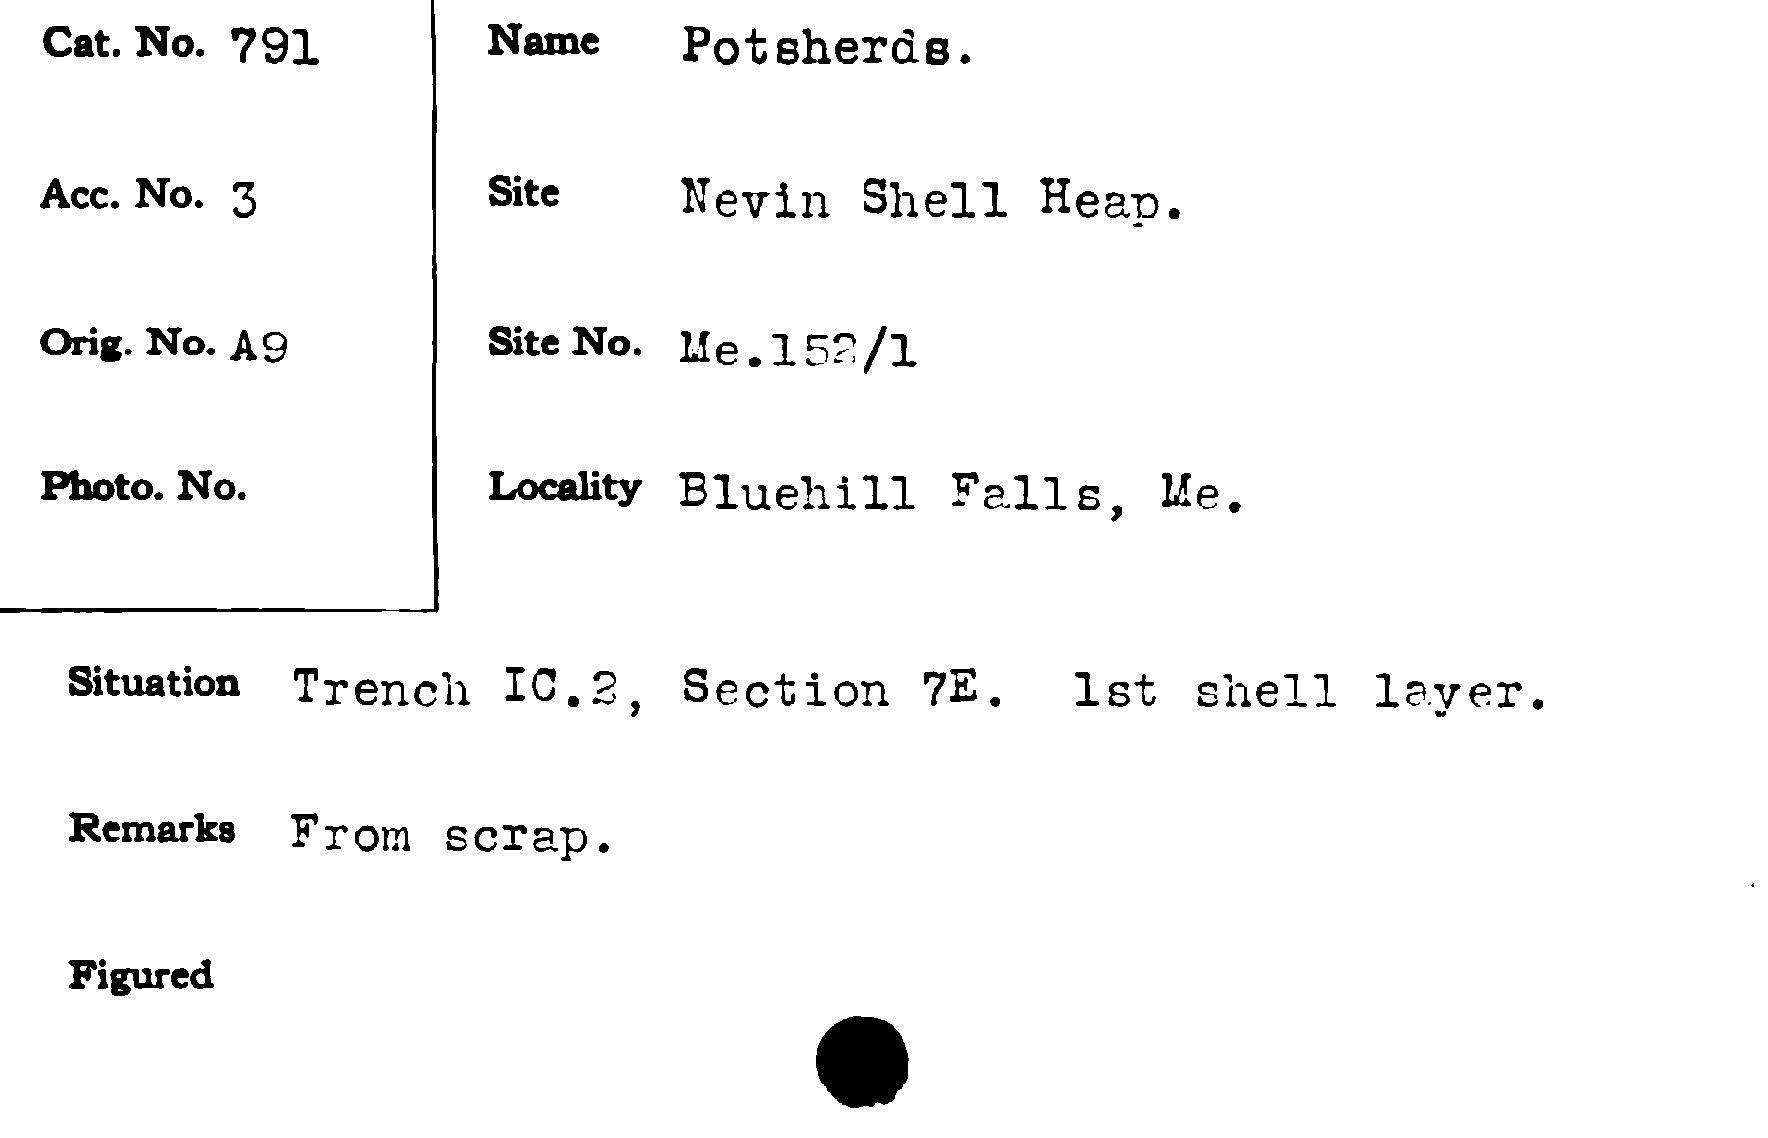 Cat. No. 791
Acc. No. 3
Orig. No. A9
Photo. No.
Name Potsherds.
Site Nevin Shell Heap.
Site No. Me.152/1
Locality Bluehill Falls, Me.
Situation Trench IC.2, Section 7E. 1st shell layer.
Remarks From scrap.
Figured